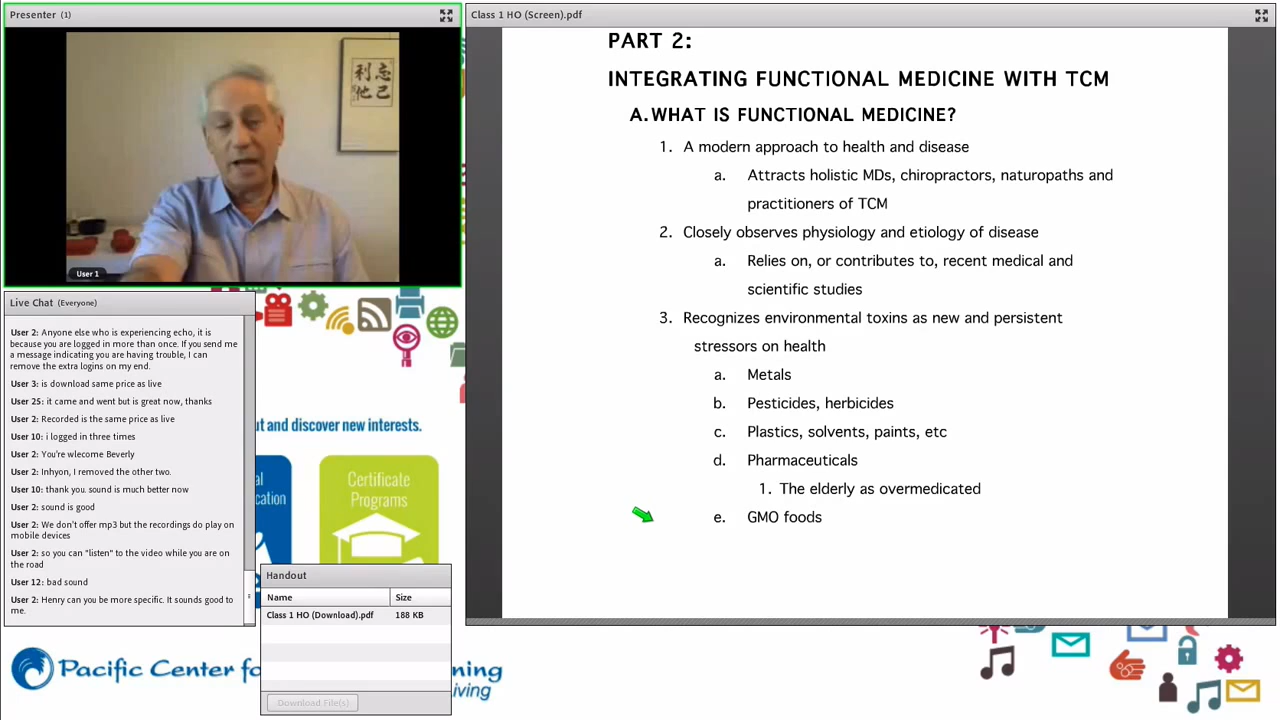 Presenter (1)
忘己
利他
User 1
Live Chat (Everyone)
User 2: Anyone else who is experiencing echo, it is
because you are logged in more than once. If you send me
a message indicating you are having trouble, I can
remove the extra logins on my end.
User 3: is download same price as live
User 25: it came and went but is great now, thanks
User 2: Recorded is the same price as live
User 10: i logged in three times
User 2: You're wlecome Beverly
User 2: Inhyon, I removed the other two.
User 10: thank you. sound is much better now
User 2: sound is good
User 2: We don't offer mp3 but the recordings do play on
mobile devices
User 2: so you can "listen" to the video while you are on
the road
User 12: bad sound
User 2: Henry can you be more specific. It sounds good to
me.
ut and discover new interests.
Certificate
Programs
Handout
Name Size
Class 1 HO (Download).pdf 188 KB
Download File(s)
Pacific Center fo
ning
iving
Class 1 HO (Screen).pdf
PART 2:
INTEGRATING FUNCTIONAL MEDICINE WITH TCM
A. WHAT IS FUNCTIONAL MEDICINE?
1. A modern approach to health and disease
a. Attracts holistic MDs, chiropractors, naturopaths and
practitioners of TCM
2. Closely observes physiology and etiology of disease
a. Relies on, or contributes to, recent medical and
scientific studies
3. Recognizes environmental toxins as new and persistent
stressors on health
a. Metals
b. Pesticides, herbicides
c. Plastics, solvents, paints, etc
d. Pharmaceuticals
1. The elderly as overmedicated
e. GMO foods